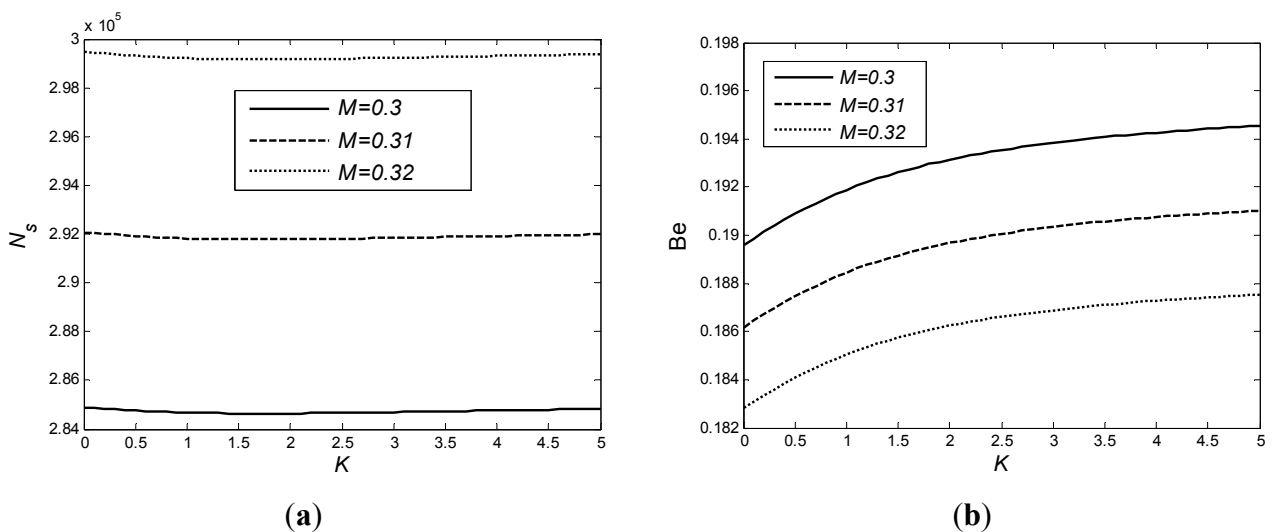 x 10⁵
3
2.98
2.96
2.94
2.92
2.9
2.88
2.86
2.84
N_s
M=0.3
M=0.31
M=0.32
0 0.5 1 1.5 2 2.5 3 3.5 4 4.5 5
K
(a)
0.198
0.196
0.194
0.192
0.19
0.188
0.186
0.184
0.182
Be
M=0.3
M=0.31
M=0.32
0 0.5 1 1.5 2 2.5 3 3.5 4 4.5 5
K
(b)